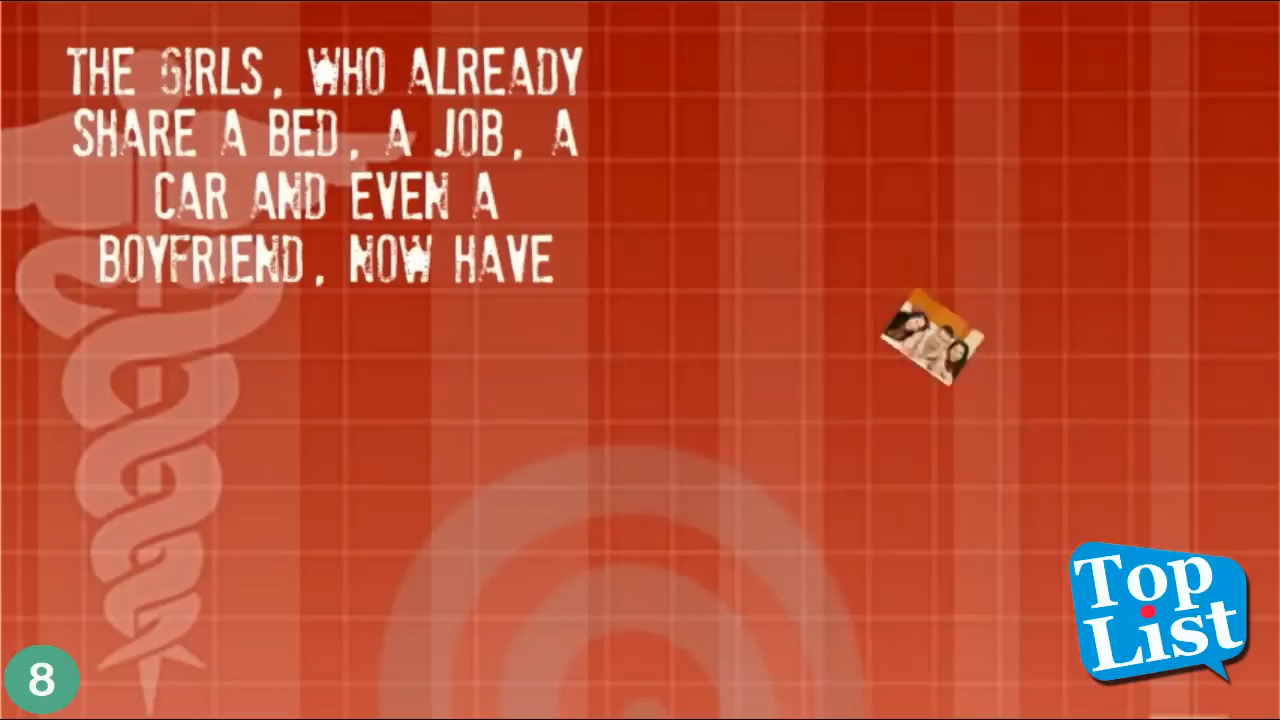 THE GIRLS, WHO ALREADY
SHARE A BED, A JOB, A
CAR AND EVEN A
BOYFRIEND, NOW HAVE
Top
List
8